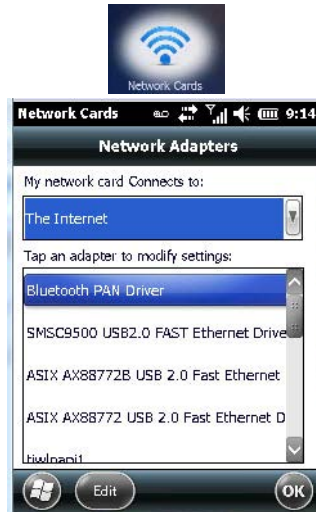 Network Cards
Network Cards 9:14
Network Adapters
My network card Connects to:
The Internet
Tap an adapter to modify settings:
Bluetooth PAN Driver
SMSC9500 USB2.0 FAST Ethernet Drive
ASIX AX88772B USB 2.0 Fast Ethernet
ASIX AX88772 USB 2.0 Fast Ethernet D
tiwlnapi1
Edit OK